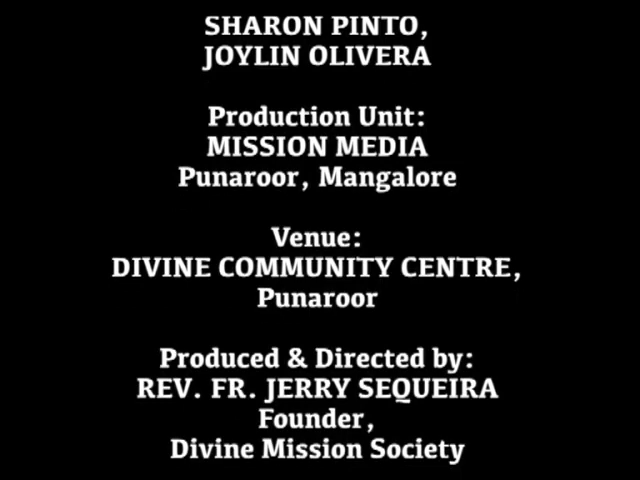 SHARON PINTO,
JOYLIN OLIVERA
Production Unit:
MISSION MEDIA
Punaroor, Mangalore
Venue:
DIVINE COMMUNITY CENTRE,
Punaroor
Produced & Directed by:
REV. FR. JERRY SEQUEIRA
Founder,
Divine Mission Society